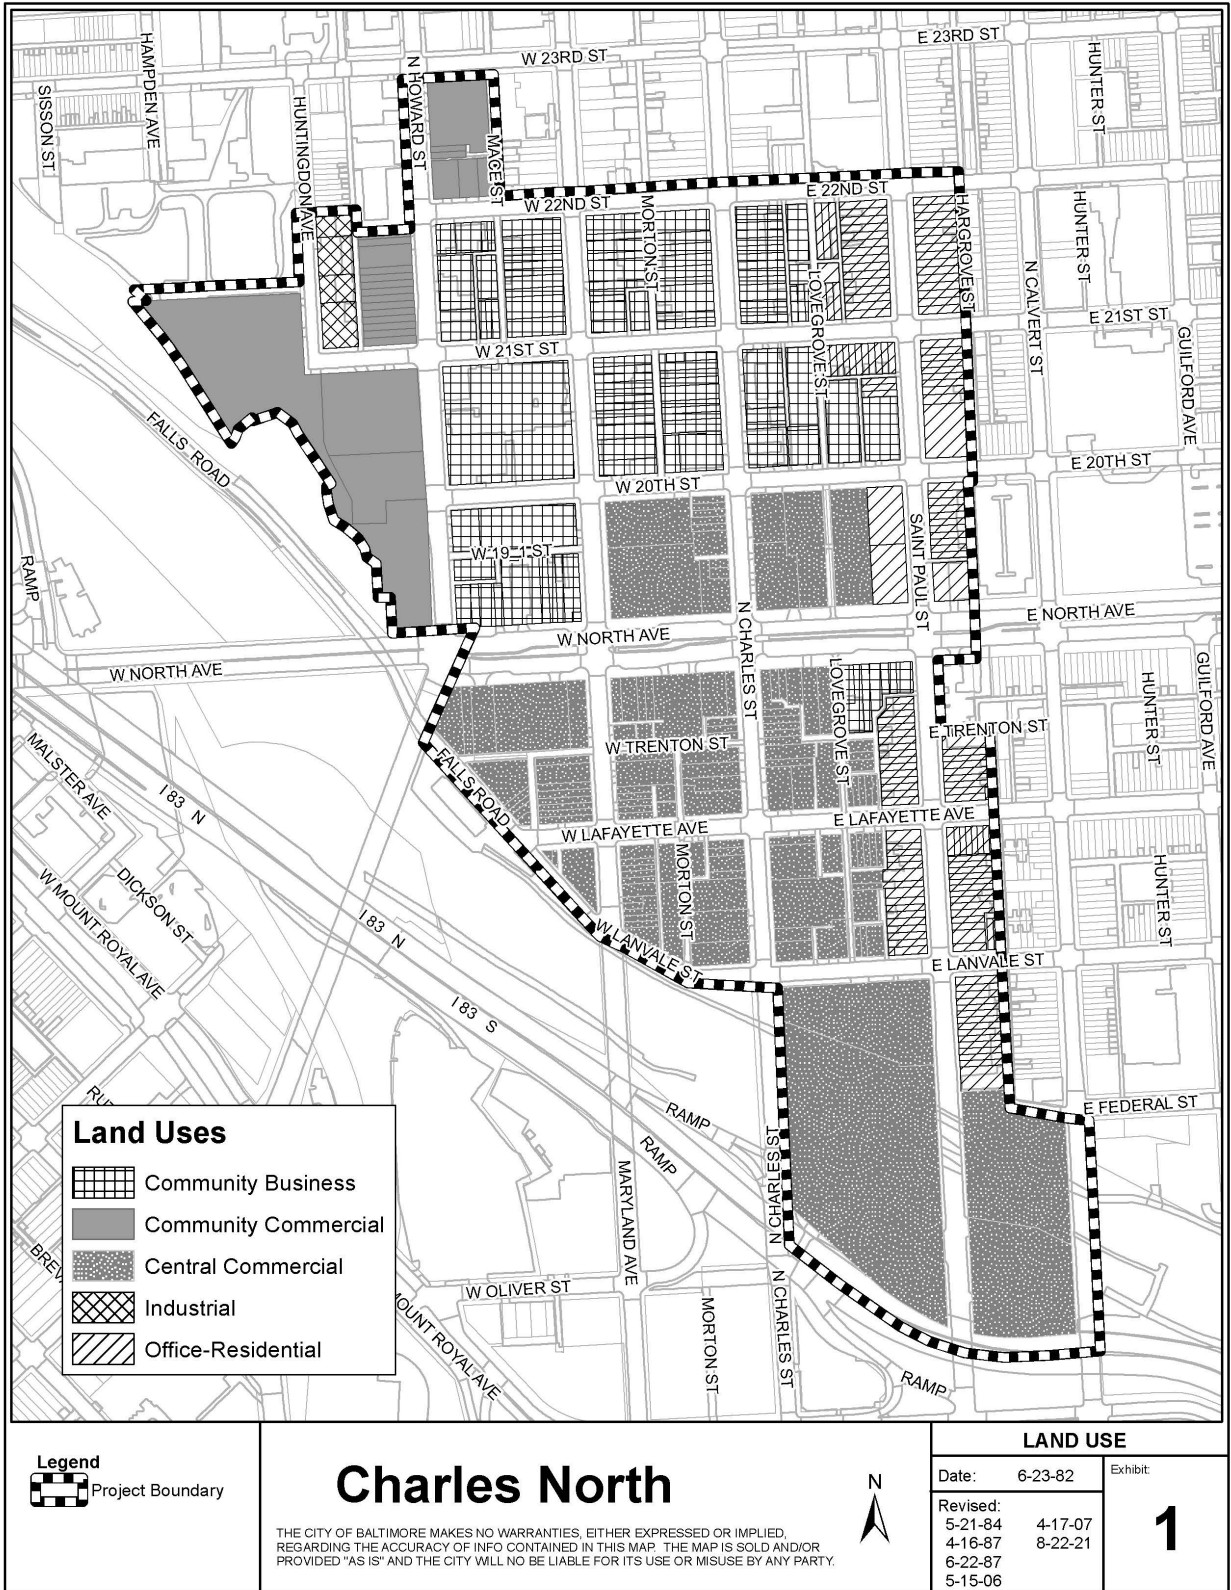 W 23RD ST
E 23RD ST
HAMPDEN AVE
SISSON ST
HUNTINGDON AVE
N HOWARD ST
MACE ST
HUNTER ST
W 22ND ST
E 22ND ST
MORTON ST
LOVEGROVE ST
HARGROVE ST
N CALVERT ST
HUNTER ST
E 21ST ST
GUILFORD AVE
W 21ST ST
FALLS ROAD
W 20TH ST
E 20TH ST
W 19_1 ST
SAINT PAUL ST
RAMP
N CHARLES ST
E NORTH AVE
W NORTH AVE
W NORTH AVE
LOVEGROVE ST
HUNTER ST
GUILFORD AVE
W TRENTON ST
E TRENTON ST
MALSTER AVE
I 83 N
FALLS ROAD
W LAFAYETTE AVE
E LAFAYETTE AVE
MORTON ST
HUNTER ST
DICKSON ST
W MOUNT ROYAL AVE
I 83 N
W LANVALE ST
E LANVALE ST
I 83 S
RAMP
RAMP
E FEDERAL ST
N CHARLES ST
MARYLAND AVE
W OLIVER ST
MORTON ST
N CHARLES ST
RAMP
MOUNT ROYAL AVE
Land Uses
Community Business
Community Commercial
Central Commercial
Industrial
Office-Residential
Legend
Project Boundary
Charles North
THE CITY OF BALTIMORE MAKES NO WARRANTIES, EITHER EXPRESSED OR IMPLIED,
REGARDING THE ACCURACY OF INFO CONTAINED IN THIS MAP. THE MAP IS SOLD AND/OR
PROVIDED "AS IS" AND THE CITY WILL NO BE LIABLE FOR ITS USE OR MISUSE BY ANY PARTY.
N
LAND USE
Date: 6-23-82
Revised:
5-21-84 4-17-07
4-16-87 8-22-21
6-22-87
5-15-06
Exhibit:
1